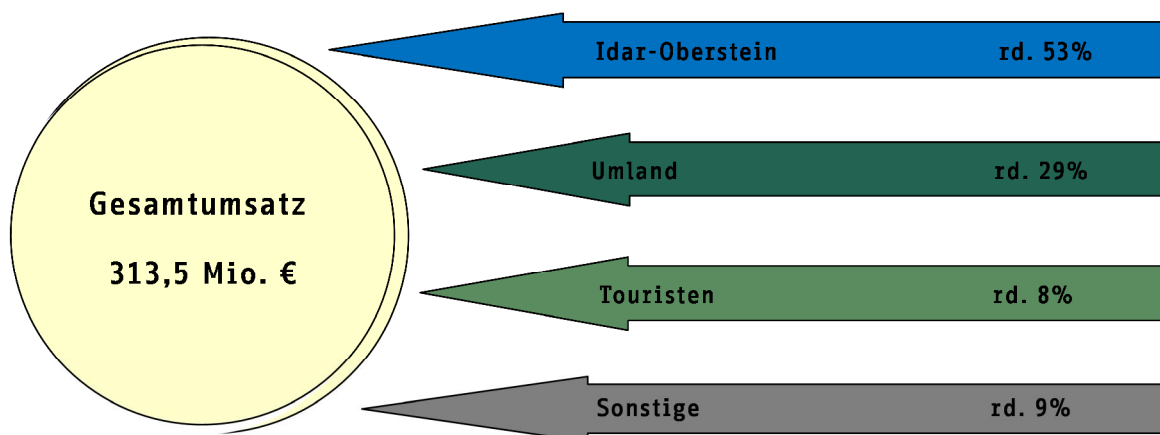 Idar-Oberstein rd. 53%
Umland rd. 29%
Gesamtumsatz
313,5 Mio. €
Touristen rd. 8%
Sonstige rd. 9%